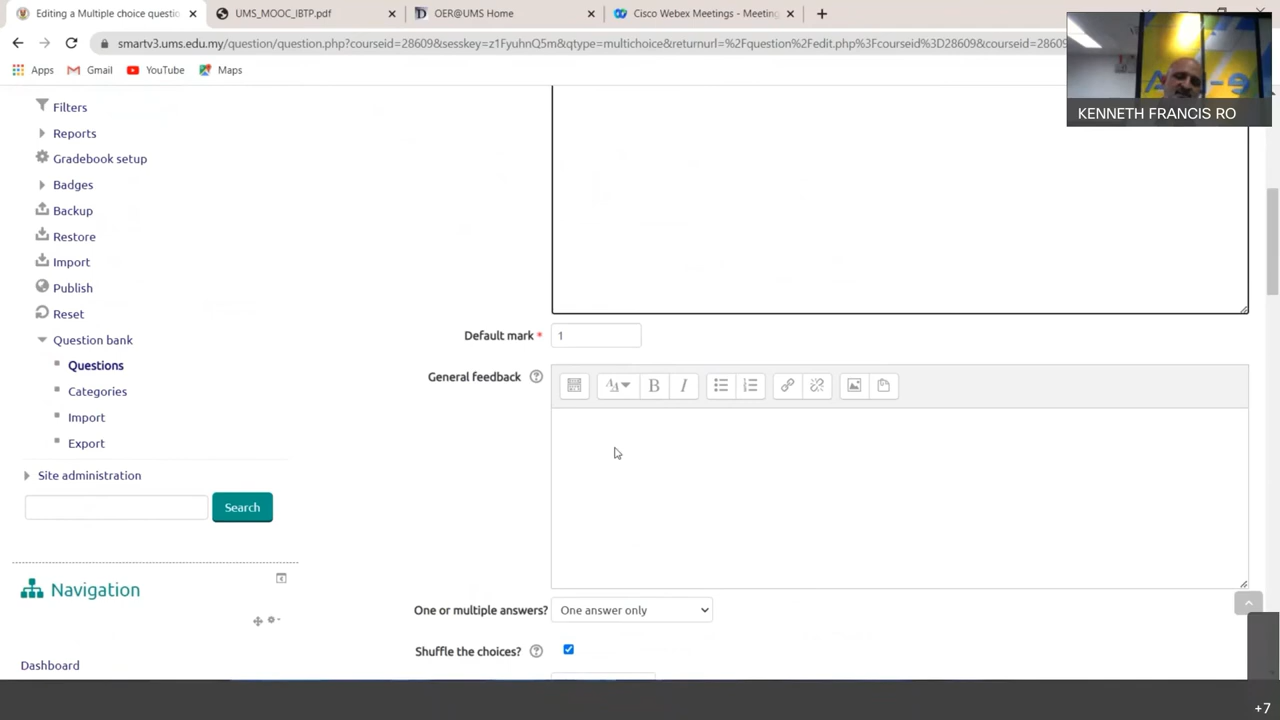 Editing a Multiple choice questio
UMS_MOOC_IBTP.pdf
OER@UMS Home
Cisco Webex Meetings - Meeting
smartv3.ums.edu.my/question/question.php?courseid=28609&sesskey=z1FyuhnQ5m&qtype=multichoice&returnurl=%2Fquestion%2Fedit.php%3Fcourseid%3D28609&courseid=28609
Apps
Gmail
YouTube
Maps
KENNETH FRANCIS RO
Filters
Reports
Gradebook setup
Badges
Backup
Restore
Import
Publish
Reset
Question bank
Questions
Categories
Import
Export
Site administration
Search
Navigation
Dashboard
Default mark *
1
General feedback
One or multiple answers?
One answer only
Shuffle the choices?
+7